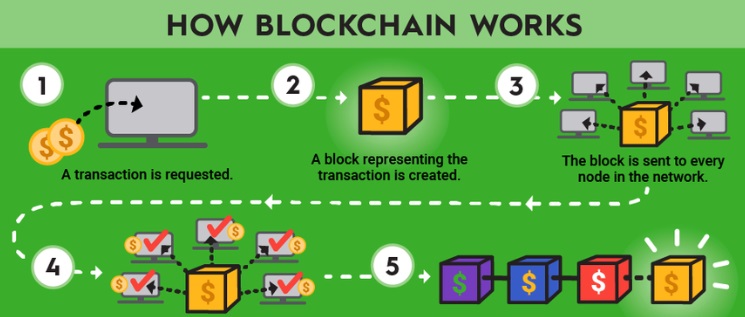 HOW BLOCKCHAIN WORKS
1
A transaction is requested.
2
A block representing the
transaction is created.
3
The block is sent to every
node in the network.
4
5